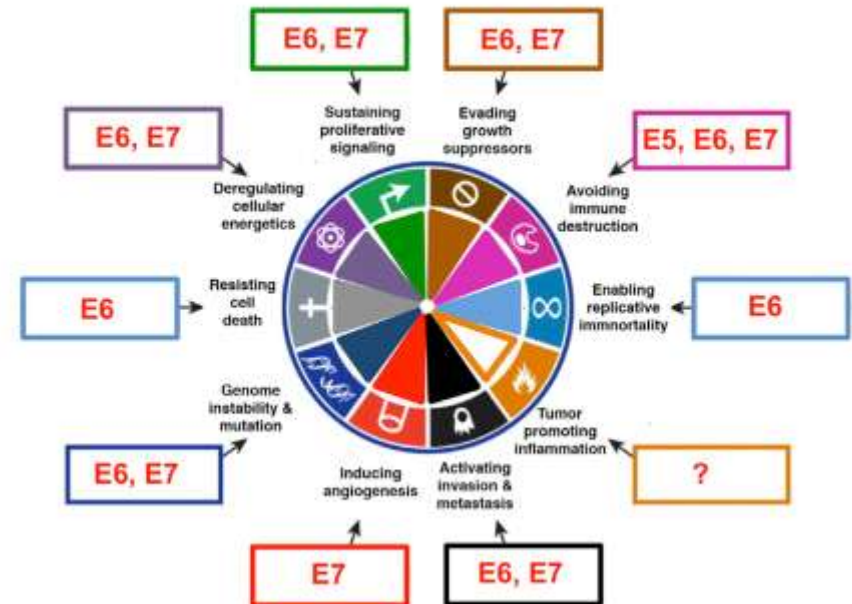 E6, E7
E6, E7
Sustaining
proliferative
signaling
Evading
growth
suppressors
E6, E7
E5, E6, E7
Deregulating
cellular
energetics
Avoiding
immune
destruction
E6
Resisting
cell
death
Enabling
replicative
immnortality
E6
Genome
instability &
mutation
Tumor
promoting
inflammation
E6, E7
Inducing
angiogenesis
Activating
invasion &
metastasis
?
E7
E6, E7